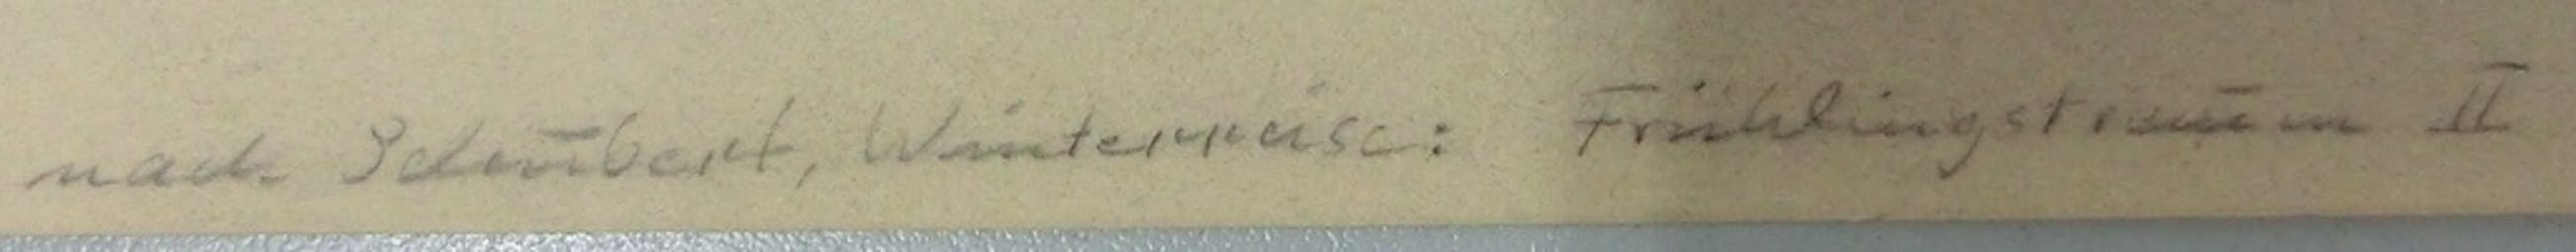 nach Schubert, Winterreise: Frühlingstraum II